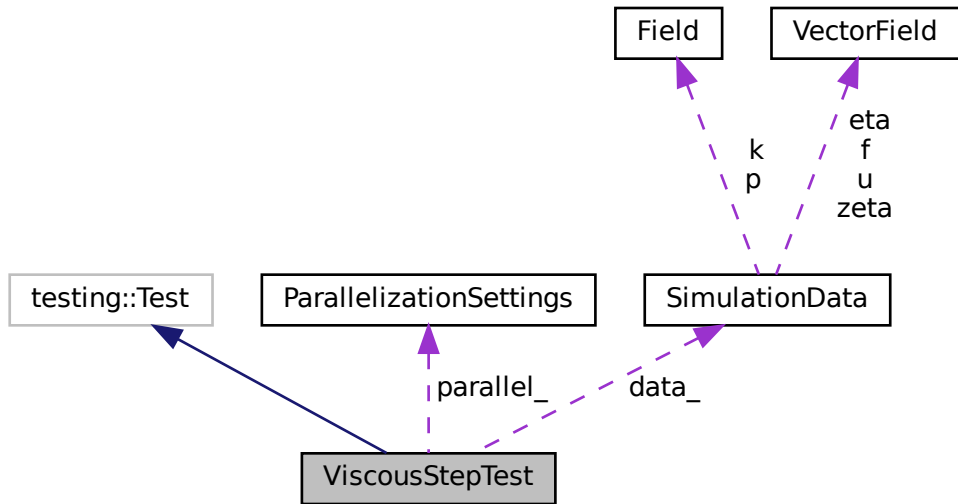 Field
VectorField
k
p
eta
f
u
zeta
testing::Test
ParallelizationSettings
SimulationData
parallel_
data_
ViscousStepTest